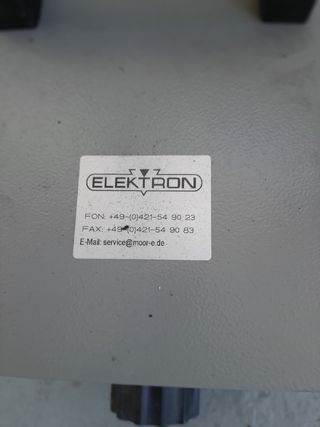 ELEKTRON
FON: +49-(0)421-54 90 23
FAX: +49-(0)421-54 90 83
E-Mail: service@moor-e.de